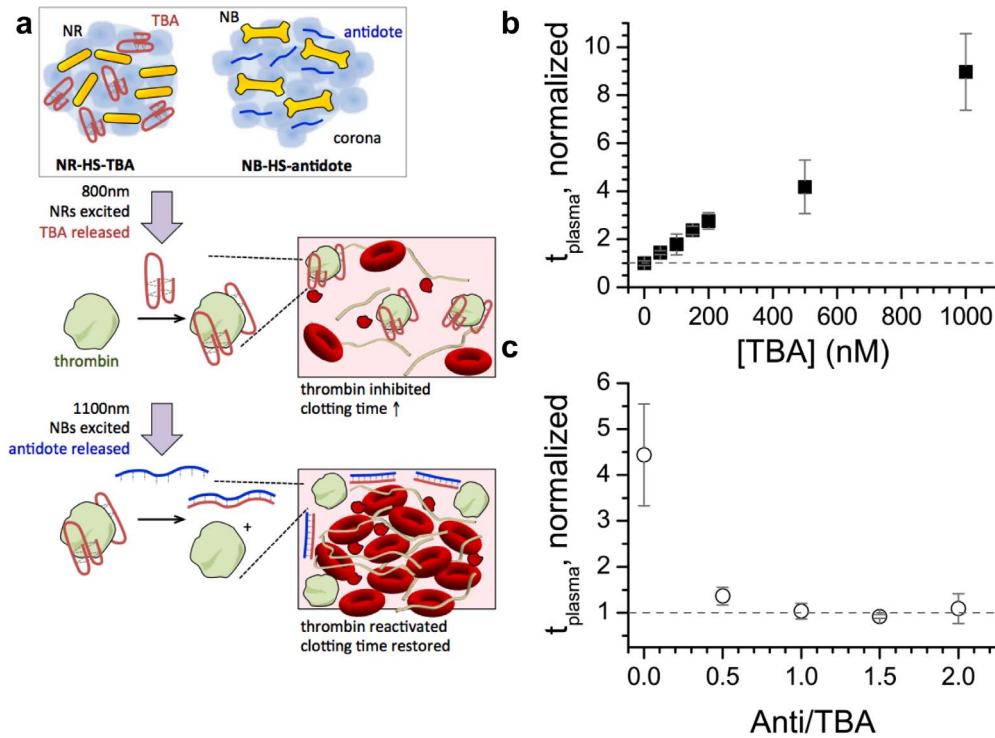 a
NR
TBA
NB
antidote
corona
NR-HS-TBA
NB-HS-antidote
800nm
NRs excited
TBA released
thrombin
thrombin inhibited
clotting time ↑
1100nm
NBs excited
antidote released
+
thrombin reactivated
clotting time restored
b
t_plasma, normalized
10
8
6
4
2
0
0 200 400 600 800 1000
[TBA] (nM)
c
t_plasma, normalized
6
5
4
3
2
1
0.0 0.5 1.0 1.5 2.0
Anti/TBA